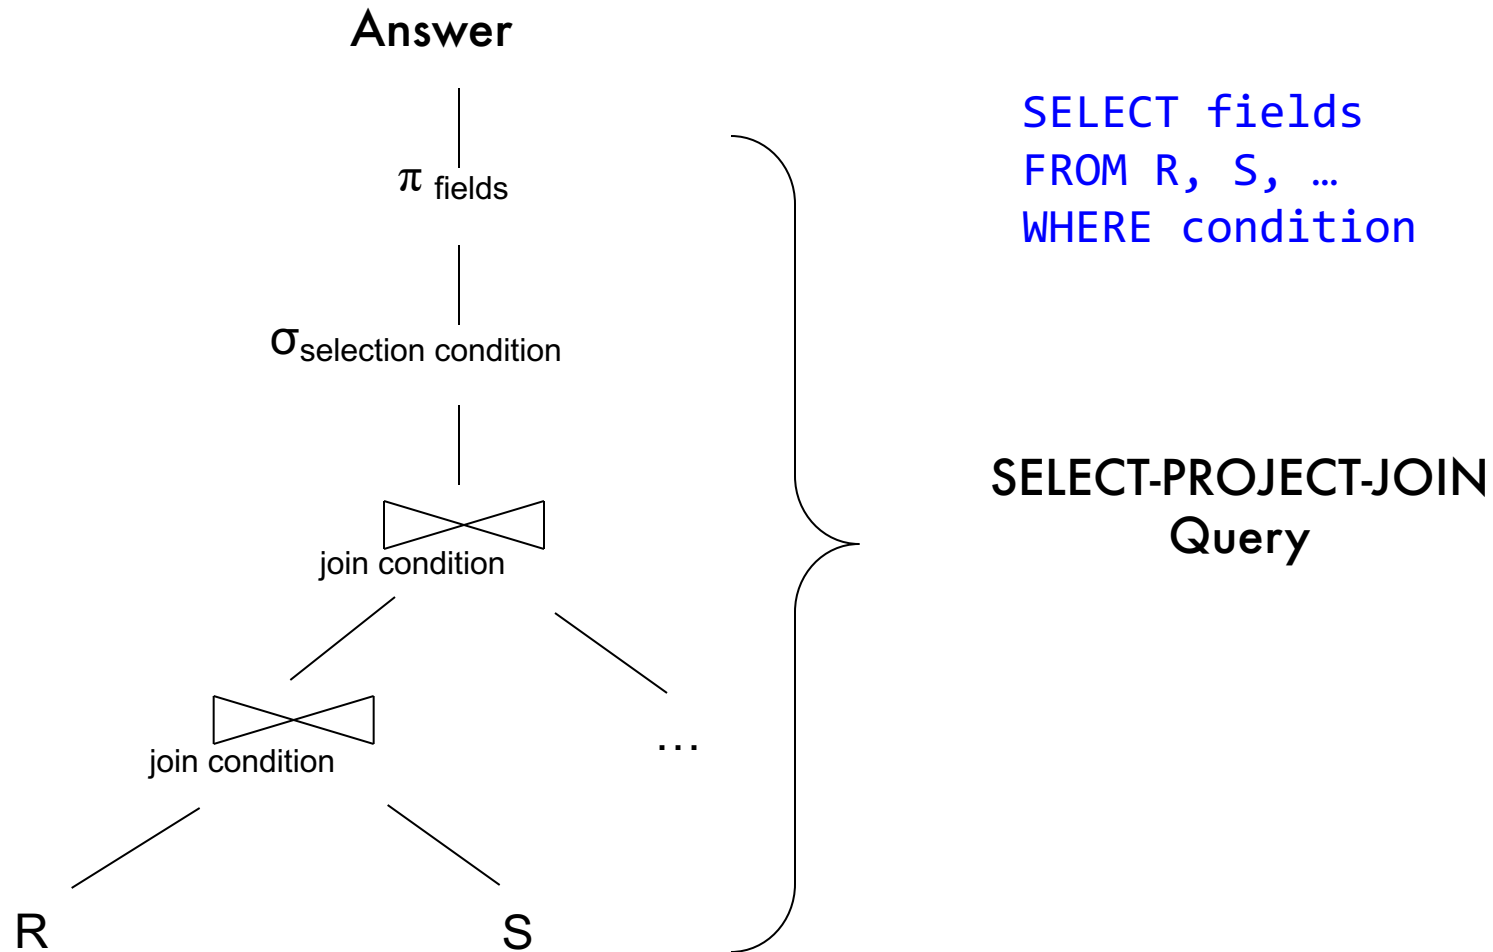 Answer
π fields
σselection condition
join condition
join condition
…
R
S
SELECT fields
FROM R, S, …
WHERE condition
SELECT-PROJECT-JOIN
Query